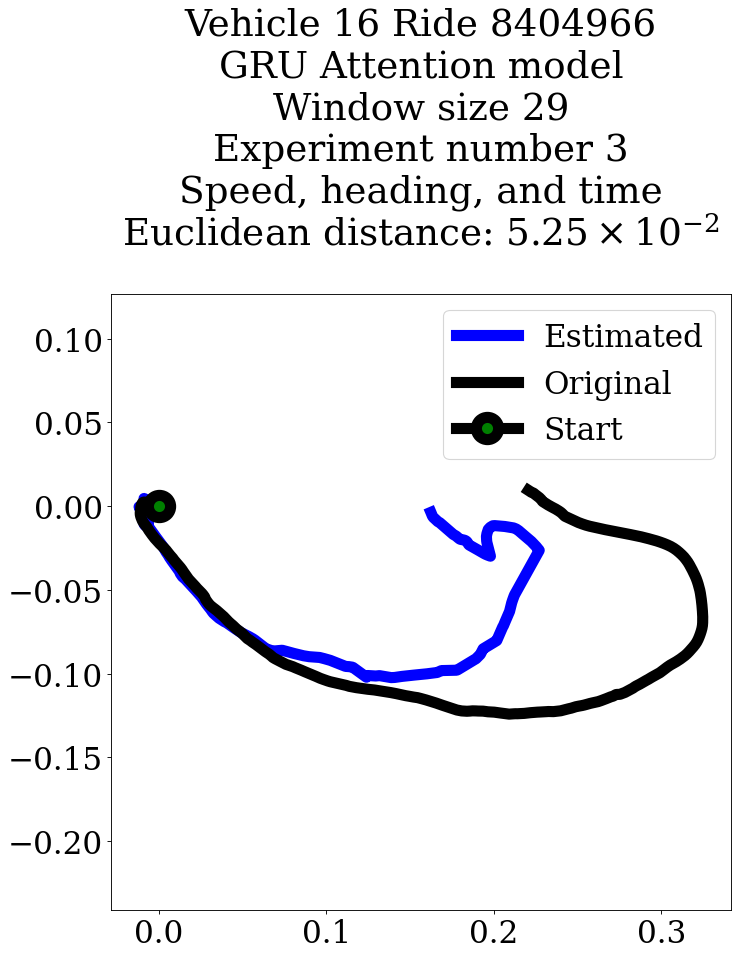 Vehicle 16 Ride 8404966
GRU Attention model
Window size 29
Experiment number 3
Speed, heading, and time
Euclidean distance: 5.25 × 10⁻²
Estimated
Original
Start
0.10
0.05
0.00
−0.05
−0.10
−0.15
−0.20
0.0 0.1 0.2 0.3